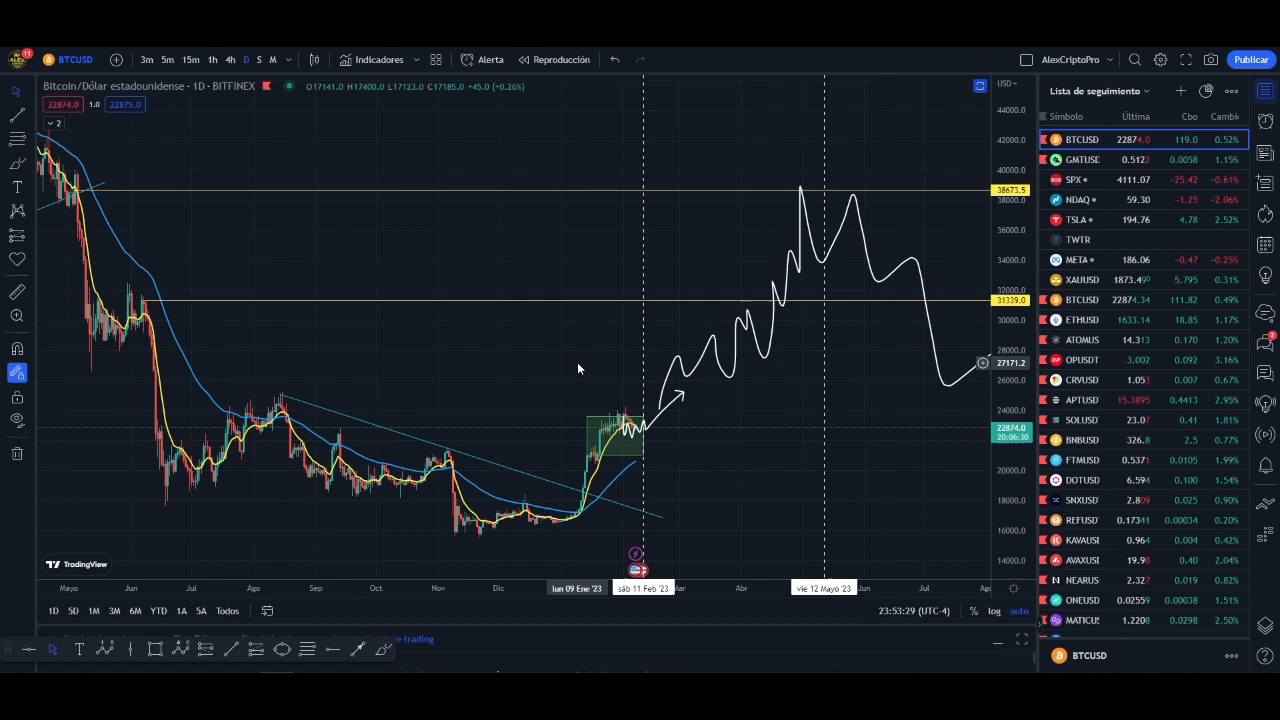 11 BTCUSD 3m 5m 15m 1h 4h D S M Indicadores Alerta Reproducción AlexCriptoPro Publicar
Bitcoin/Dólar estadounidense · 1D · BITFINEX O17141.0 H17400.0 L17123.0 C17185.0 +45.0 (+0.26%)
22874.0 1.0 22875.0
2
USD
44000.0
42000.0
40000.0
38673.5
38000.0
36000.0
34000.0
32000.0
31339.0
30000.0
28000.0
27171.2
26000.0
24000.0
22874.0
20:06:30
20000.0
18000.0
16000.0
14000.0
TradingView
Mayo Jun Jul Ago Sep Oct Nov Dic lun 09 Ene '23 sáb 11 Feb '23 Mar Abr vie 12 Mayo '23 Jun Jul Ago
1D 5D 1M 3M 6M YTD 1A 5A Todos 23:53:29 (UTC-4) % log auto
de trading
Lista de seguimiento
Símbolo Última Cbo Cambi
BTCUSD 22874.0 119.0 0.52%
GMTUSD 0.5122 0.0058 1.15%
SPX 4111.07 -25.42 -0.61%
NDAQ 59.30 -1.25 -2.06%
TSLA 194.76 4.78 2.52%
TWTR
META 186.06 -0.47 -0.25%
XAUUSD 1873.490 5.795 0.31%
BTCUSD 22874.34 111.82 0.49%
ETHUSD 1633.14 18.85 1.17%
ATOMUS 14.313 0.170 1.20%
OPUSDT 3.002 0.092 3.16%
CRVUSD 1.053 0.007 0.67%
APTUSD 15.3895 0.4413 2.95%
SOLUSD 23.07 0.41 1.81%
BNBUSD 326.8 2.5 0.77%
FTMUSD 0.5371 0.0105 1.99%
DOTUSD 6.594 0.100 1.54%
SNXUSD 2.809 0.025 0.90%
REFUSD 0.17341 0.00034 0.20%
KAVAUSI 0.964 0.004 0.42%
AVAXUSI 19.98 0.40 2.04%
NEARUS 2.327 0.019 0.82%
ONEUSD 0.02559 0.00038 1.51%
MATICUS 1.2208 0.0298 2.50%
BTCUSD